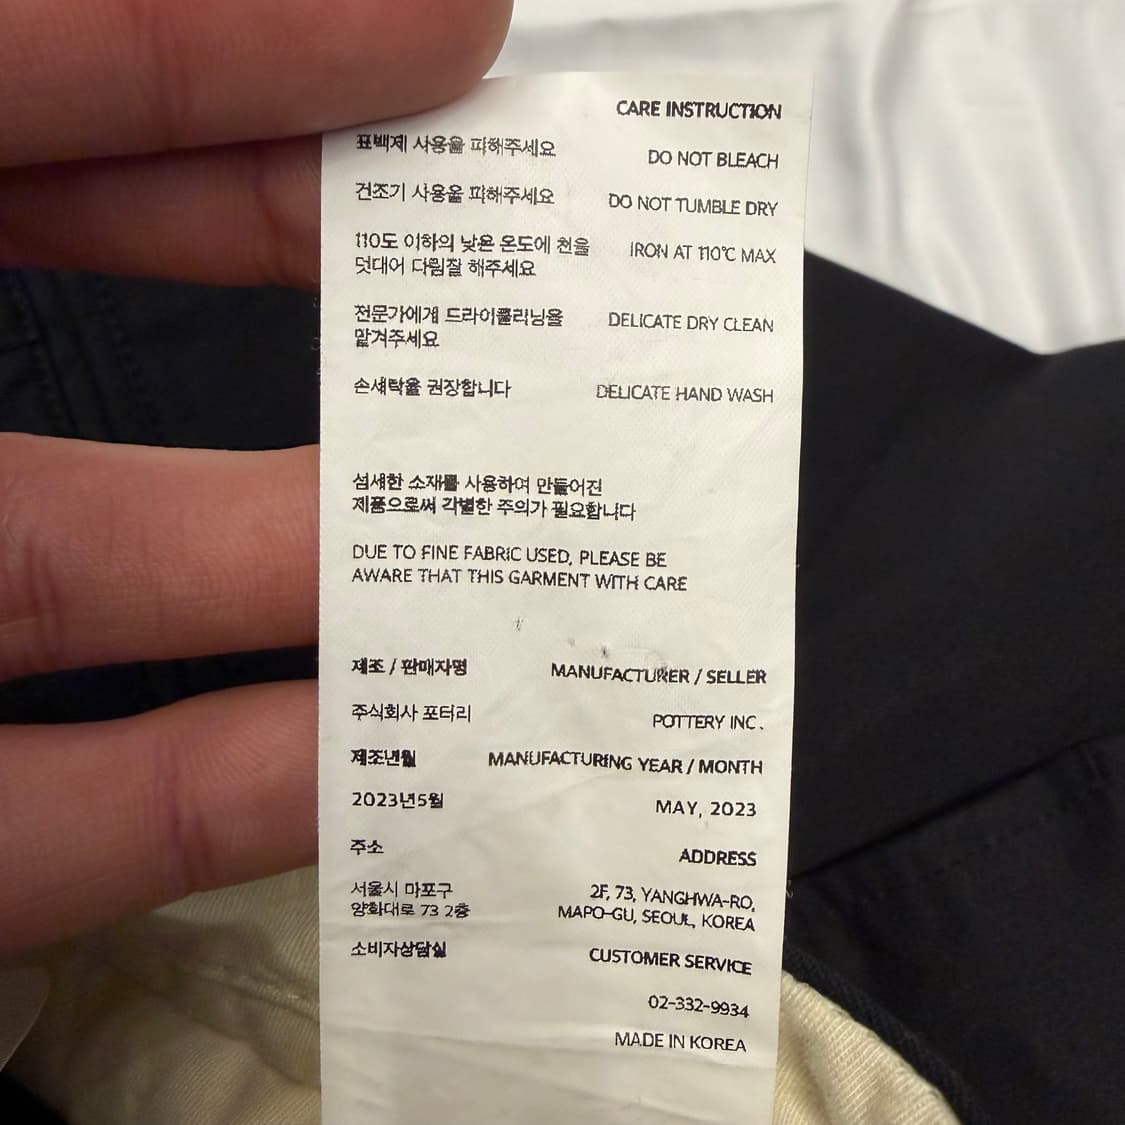 CARE INSTRUCTION
표백제 사용을 피해주세요
DO NOT BLEACH
건조기 사용을 피해주세요
DO NOT TUMBLE DRY
110도 이하의 낮은 온도에 천을
덧대어 다림질 해주세요
IRON AT 110℃ MAX
전문가에게 드라이클리닝을
맡겨주세요
DELICATE DRY CLEAN
손세탁을 권장합니다
DELICATE HAND WASH
섬세한 소재를 사용하여 만들어진
제품으로써 각별한 주의가 필요합니다
DUE TO FINE FABRIC USED, PLEASE BE
AWARE THAT THIS GARMENT WITH CARE
제조 / 판매자명
MANUFACTURER / SELLER
주식회사 포터리
POTTERY INC.
제조년월
MANUFACTURING YEAR / MONTH
2023년5월
MAY, 2023
주소
ADDRESS
서울시 마포구
양화대로 73 2층
2F, 73, YANGHWA-RO,
MAPO-GU, SEOUL, KOREA
소비자상담실
CUSTOMER SERVICE
02-332-9934
MADE IN KOREA